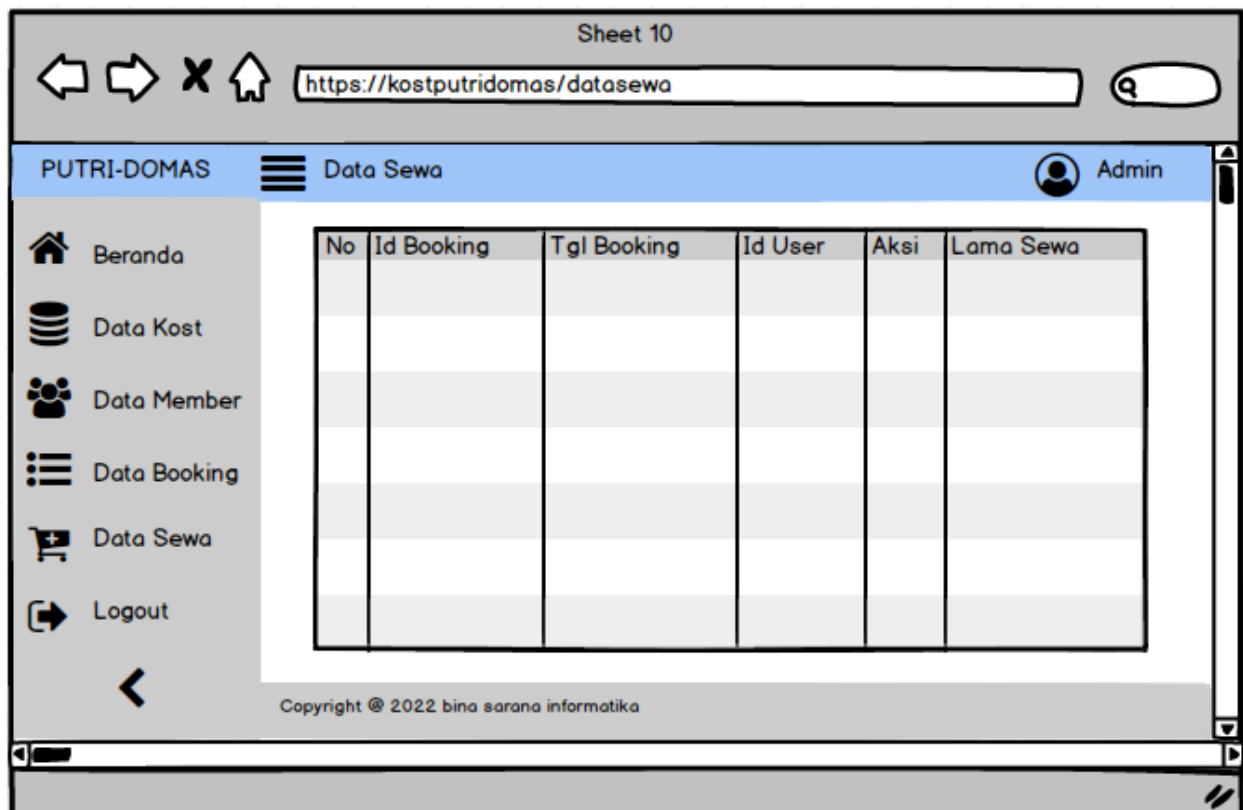 Sheet 10
https://kostputridomas/datasewa
PUTRI-DOMAS
Data Sewa
Admin
Beranda
Data Kost
Data Member
Data Booking
Data Sewa
Logout
No Id Booking Tgl Booking Id User Aksi Lama Sewa
Copyright @ 2022 bina sarana informatika